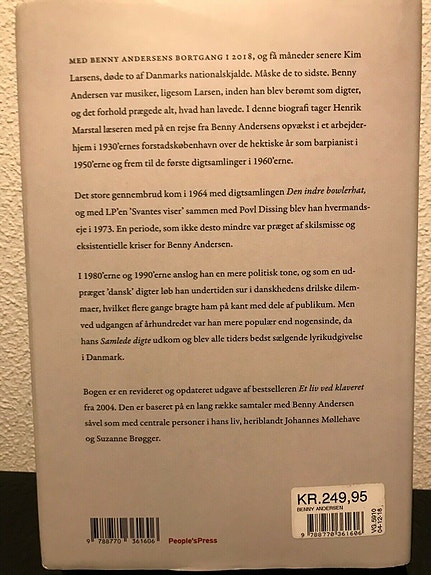 MED BENNY ANDERSENS BORTGANG I 2018, og få måneder senere Kim
Larsens, døde to af Danmarks nationalskjalde. Måske de to sidste. Benny
Andersen var musiker, ligesom Larsen, inden han blev berømt som digter,
og det forhold prægede alt, hvad han lavede. I denne biografi tager Henrik
Marstal læseren med på en rejse fra Benny Andersens opvækst i et arbejder-
hjem i 1930'ernes forstadskøbenhavn over de hektiske år som barpianist i
1950'erne og frem til de første digtsamlinger i 1960'erne.
Det store gennembrud kom i 1964 med digtsamlingen Den indre bowlerhat,
og med LP'en 'Svantes viser' sammen med Povl Dissing blev han hvermands-
eje i 1973. En periode, som ikke desto mindre var præget af skilsmisse og
eksistentielle kriser for Benny Andersen.
I 1980'erne og 1990'erne anslog han en mere politisk tone, og som en ud-
præget 'dansk' digter løb han undertiden sur i danskhedens drilske dilem-
maer, hvilket flere gange bragte ham på kant med dele af publikum. Men
ved udgangen af århundredet var han mere populær end nogensinde, da
hans Samlede digte udkom og blev alle tiders bedst sælgende lyrikudgivelse
i Danmark.
Bogen er en revideret og opdateret udgave af bestselleren Et liv ved klaveret
fra 2004. Den er baseret på en lang række samtaler med Benny Andersen
såvel som med centrale personer i hans liv, heriblandt Johannes Møllehave
og Suzanne Brøgger.
KR.249,95
BENNY ANDERSEN
9 788770 361606
VG.5910
04-12-18
9 788770 361606
People'sPress